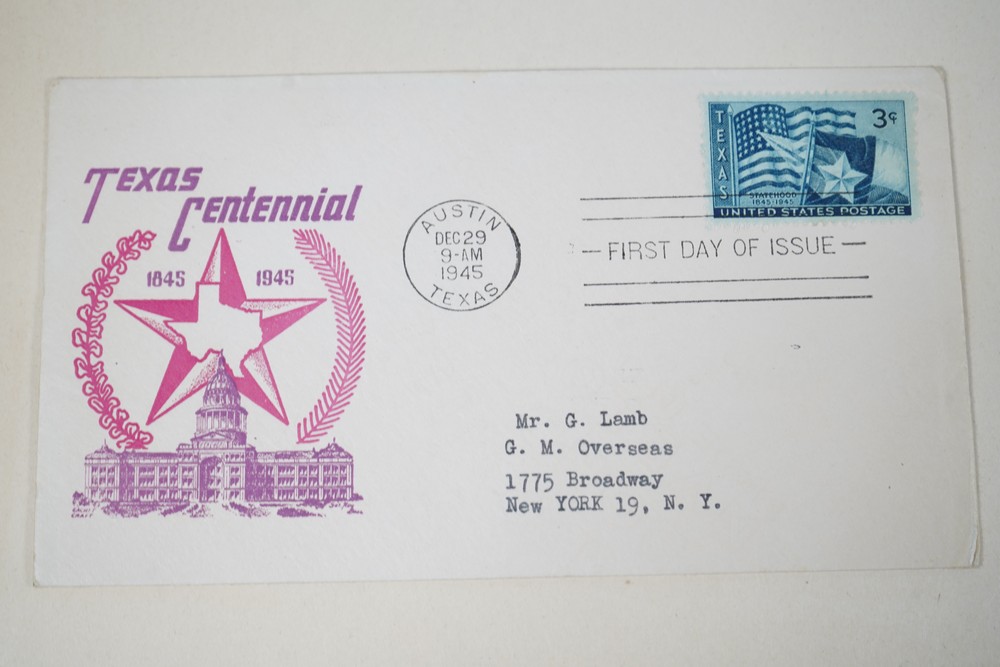 Texas
Centennial
1845 1945
AUSTIN
DEC 29
9-AM
1945
TEXAS
TEXAS
3¢
STATEHOOD
1845-1945
UNITED STATES POSTAGE
FIRST DAY OF ISSUE
Mr. G. Lamb
G. M. Overseas
1775 Broadway
New YORK 19, N. Y.